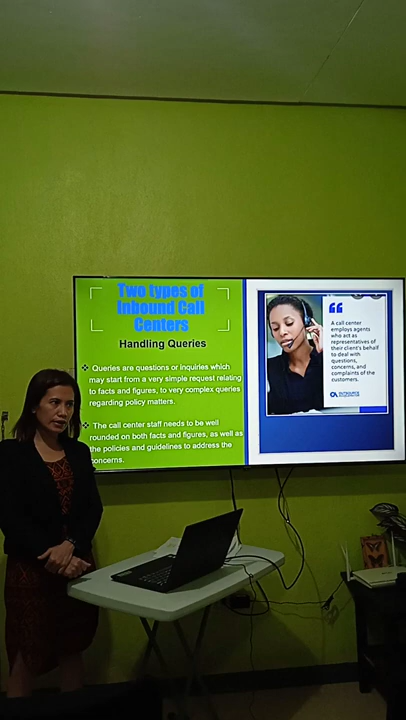 Two types of
Inbound Call
Centers
Handling Queries
❖ Queries are questions or inquiries which
may start from a very simple request relating
to facts and figures, to very complex queries
regarding policy matters.
❖ The call center staff needs to be well
rounded on both facts and figures, as well as
the policies and guidelines to address the
concerns.
A call center
employs agents
who act as
representatives of
their client's behalf
to deal with
questions,
concerns, and
complaints of the
customers.